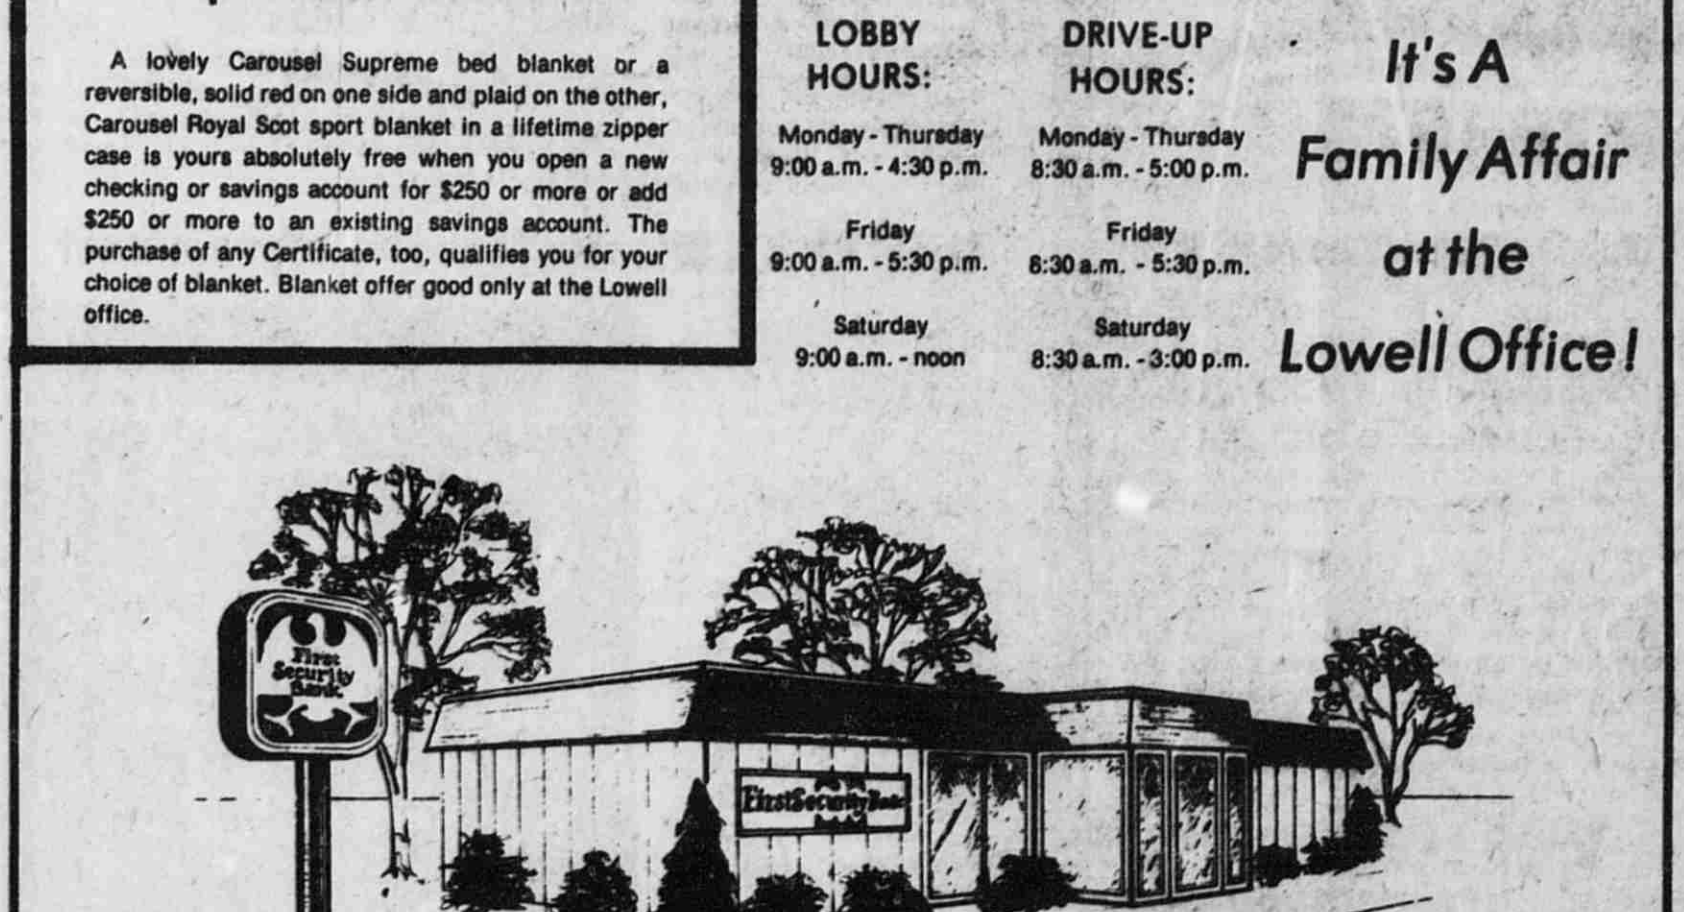 A lovely Carousel Supreme bed blanket or a
reversible, solid red on one side and plaid on the other,
Carousel Royal Scot sport blanket in a lifetime zipper
case is yours absolutely free when you open a new
checking or savings account for $250 or more or add
$250 or more to an existing savings account. The
purchase of any Certificate, too, qualifies you for your
choice of blanket. Blanket offer good only at the Lowell
office.
LOBBY
HOURS:
Monday - Thursday
9:00 a.m. - 4:30 p.m.
Friday
9:00 a.m. - 5:30 p.m.
Saturday
9:00 a.m. - noon
DRIVE-UP
HOURS:
Monday - Thursday
8:30 a.m. - 5:00 p.m.
Friday
8:30 a.m. - 5:30 p.m.
Saturday
8:30 a.m. - 3:00 p.m.
It's A
Family Affair
at the
Lowell Office!
First
Security
Bank
First Security Bank